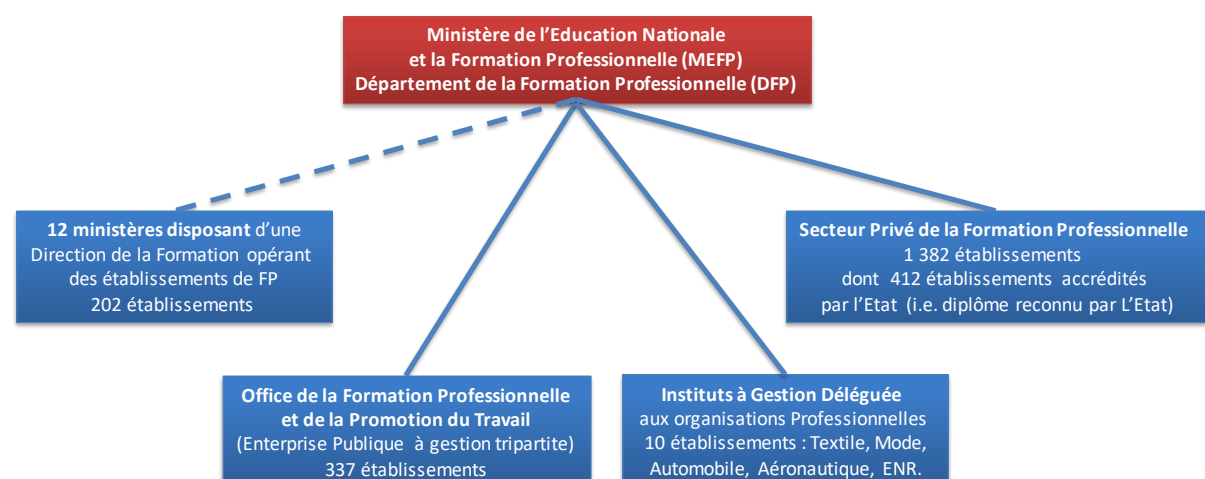 Ministère de l'Education Nationale
et la Formation Professionnelle (MEFP)
Département de la Formation Professionnelle (DFP)
12 ministères disposant d'une
Direction de la Formation opérant
des établissements de FP
202 établissements
Secteur Privé de la Formation Professionnelle
1 382 établissements
dont 412 établissements accrédités
par l'Etat (i.e. diplôme reconnu par L'Etat)
Office de la Formation Professionnelle
et de la Promotion du Travail
(Enterprise Publique à gestion tripartite)
337 établissements
Instituts à Gestion Déléguée
aux organisations Professionnelles
10 établissements : Textile, Mode,
Automobile, Aéronautique, ENR.